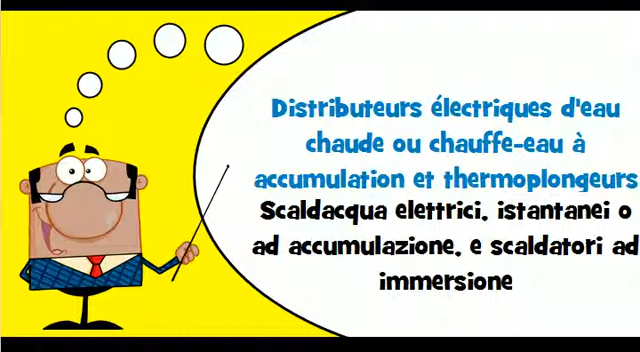 Distributeurs électriques d'eau
chaude ou chauffe-eau à
accumulation et thermoplongeurs
Scaldacqua elettrici, istantanei o
ad accumulazione, e scaldatori ad
immersione